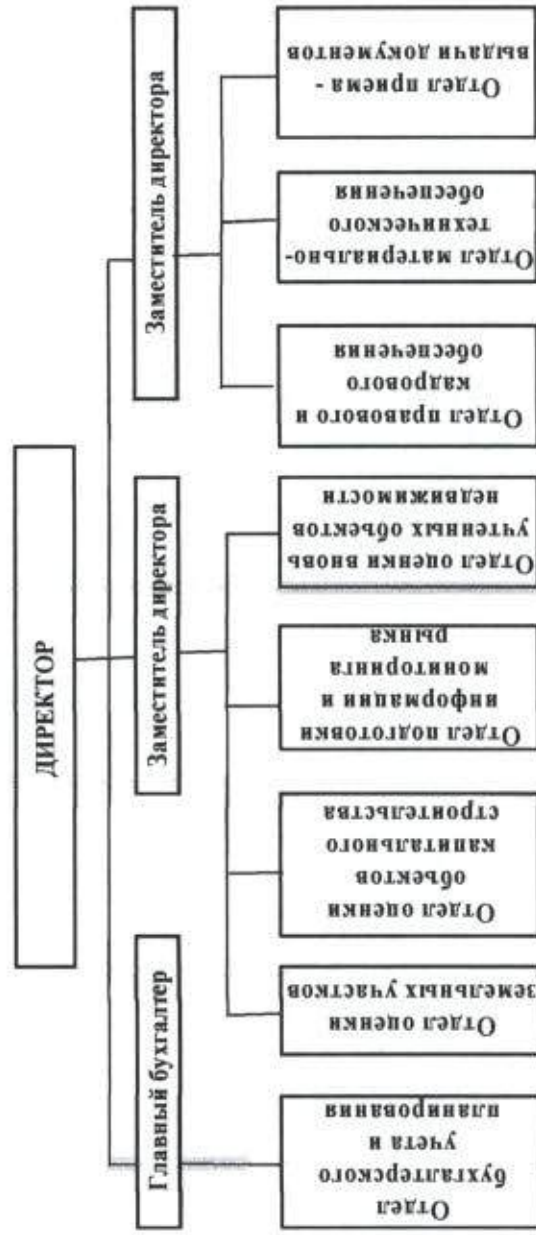 ДИРЕКТОР
Главный бухгалтер
Заместитель директора
Заместитель директора
Отдел
бухгалтерского
учета и
планирования
Отдел оценки
земельных участков
Отдел оценки
объектов
капитального
строительства
Отдел подготовки
информации и
мониторинга
рынка
Отдел оценки вновь
учтенных объектов
недвижимости
Отдел правового и
кадрового
обеспечения
Отдел материально-
технического
обеспечения
Отдел приема -
выдачи документов